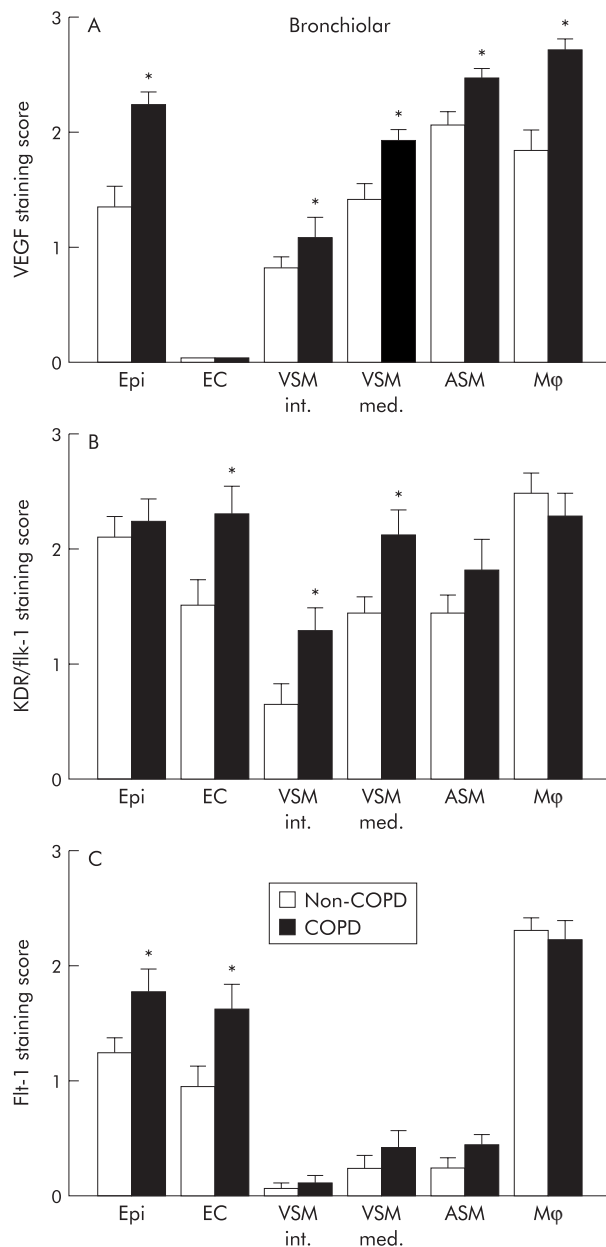 A
Bronchiolar
VEGF staining score
3
2
1
0
*
*
*
*
*
Epi
EC
VSM int.
VSM med.
ASM
Mφ
B
KDR/flk-1 staining score
3
2
1
0
*
*
*
Epi
EC
VSM int.
VSM med.
ASM
Mφ
C
Flt-1 staining score
3
2
1
0
Non-COPD
COPD
*
*
Epi
EC
VSM int.
VSM med.
ASM
Mφ